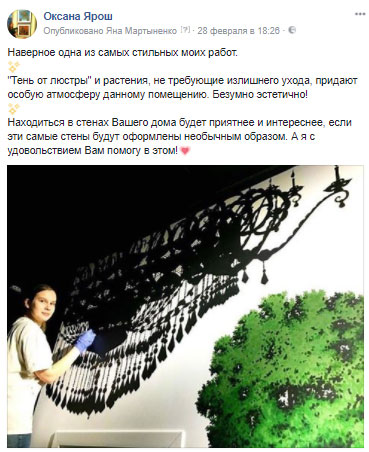 Оксана Ярош
Опубликовано Яна Мартыненко [?] · 28 февраля в 18:26 ·
Наверное одна из самых стильных моих работ.
"Тень от люстры" и растения, не требующие излишнего ухода, придают
особую атмосферу данному помещению. Безумно эстетично!
Находиться в стенах Вашего дома будет приятнее и интереснее, если
эти самые стены будут оформлены необычным образом. А я с
удовольствием Вам помогу в этом!